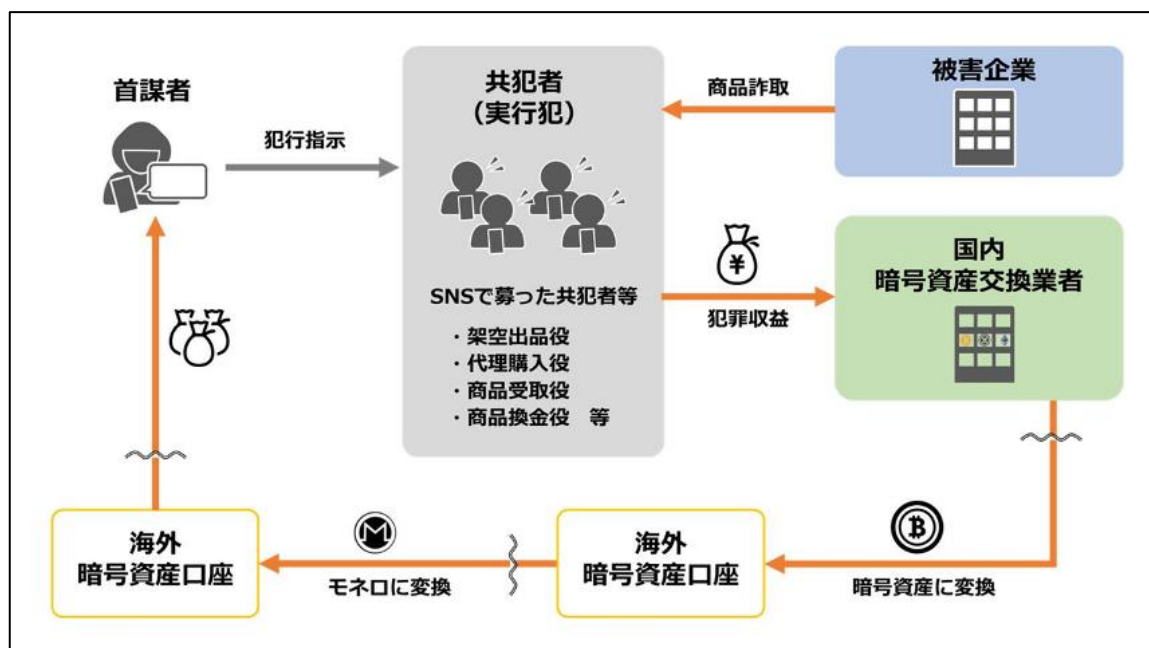 首謀者
犯行指示
共犯者
（実行犯）
SNSで募った共犯者等
・架空出品役
・代理購入役
・商品受取役
・商品換金役　等
商品詐取
被害企業
¥
犯罪収益
国内
暗号資産交換業者
暗号資産に変換
海外
暗号資産口座
モネロに変換
海外
暗号資産口座